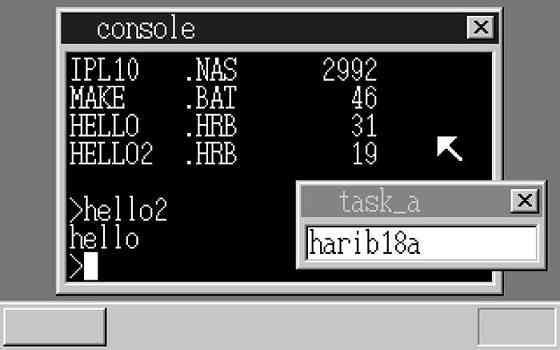 console
IPL10 .NAS 2992
MAKE .BAT 46
HELLO .HRB 31
HELLO2 .HRB 19
>hello2
hello
>
task_a
harib18a